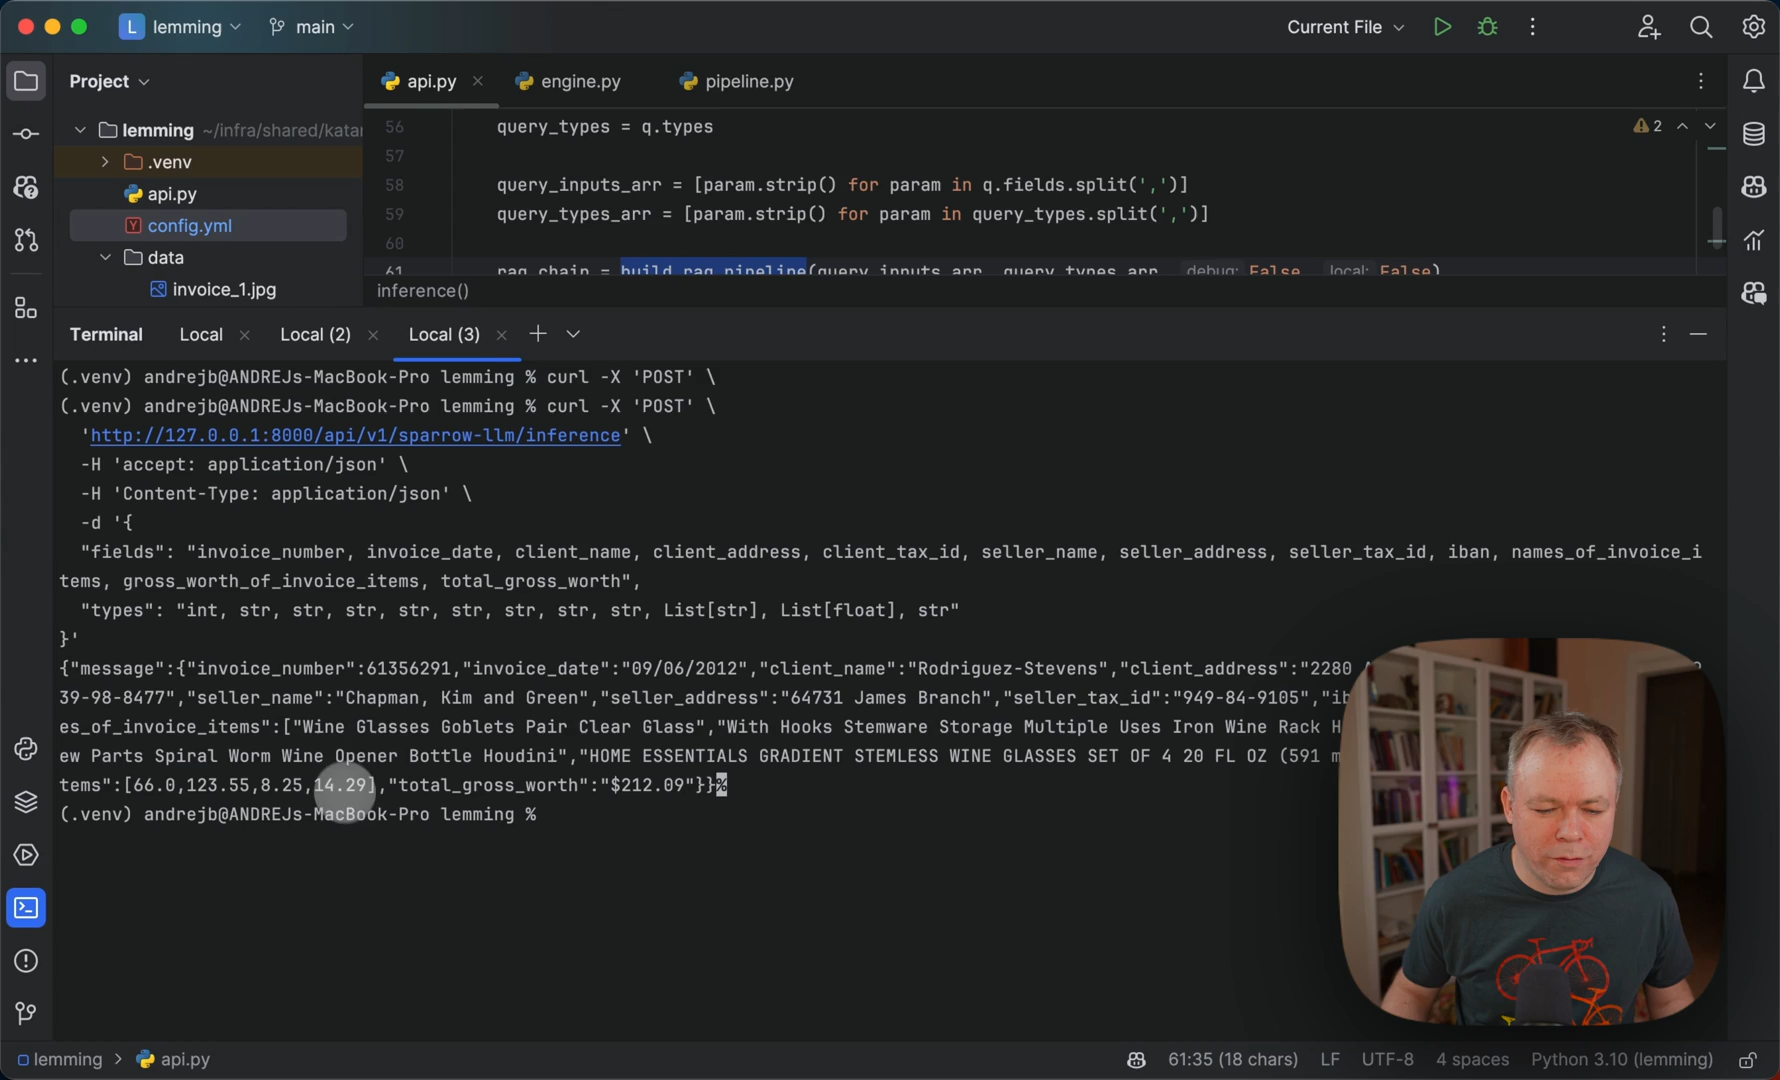 L lemming main
Current File
Project
api.py
engine.py
pipeline.py
lemming ~/infra/shared/katar
.venv
api.py
config.yml
data
invoice_1.jpg
56 query_types = q.types
57
58 query_inputs_arr = [param.strip() for param in q.fields.split(',')]
59 query_types_arr = [param.strip() for param in query_types.split(',')]
60
61 rag_chain = build_rag_pipeline(query_inputs_arr, query_types_arr, debug: False, local: False)
2
inference()
Terminal Local Local (2) Local (3)
(.venv) andrejb@ANDREJs-MacBook-Pro lemming % curl -X 'POST' \
(.venv) andrejb@ANDREJs-MacBook-Pro lemming % curl -X 'POST' \
'http://127.0.0.1:8000/api/v1/sparrow-llm/inference' \
-H 'accept: application/json' \
-H 'Content-Type: application/json' \
-d '{
"fields": "invoice_number, invoice_date, client_name, client_address, client_tax_id, seller_name, seller_address, seller_tax_id, iban, names_of_invoice_i
tems, gross_worth_of_invoice_items, total_gross_worth",
"types": "int, str, str, str, str, str, str, str, str, List[str], List[float], str"
}'
{"message":{"invoice_number":61356291,"invoice_date":"09/06/2012","client_name":"Rodriguez-Stevens","client_address":"2280
39-98-8477","seller_name":"Chapman, Kim and Green","seller_address":"64731 James Branch","seller_tax_id":"949-84-9105","ib
es_of_invoice_items":["Wine Glasses Goblets Pair Clear Glass","With Hooks Stemware Storage Multiple Uses Iron Wine Rack H
ew Parts Spiral Worm Wine Opener Bottle Houdini","HOME ESSENTIALS GRADIENT STEMLESS WINE GLASSES SET OF 4 20 FL OZ (591 m
tems":[66.0,123.55,8.25,14.29],"total_gross_worth":"$212.09"}}%
(.venv) andrejb@ANDREJs-MacBook-Pro lemming %
lemming > api.py
61:35 (18 chars) LF UTF-8 4 spaces Python 3.10 (lemming)